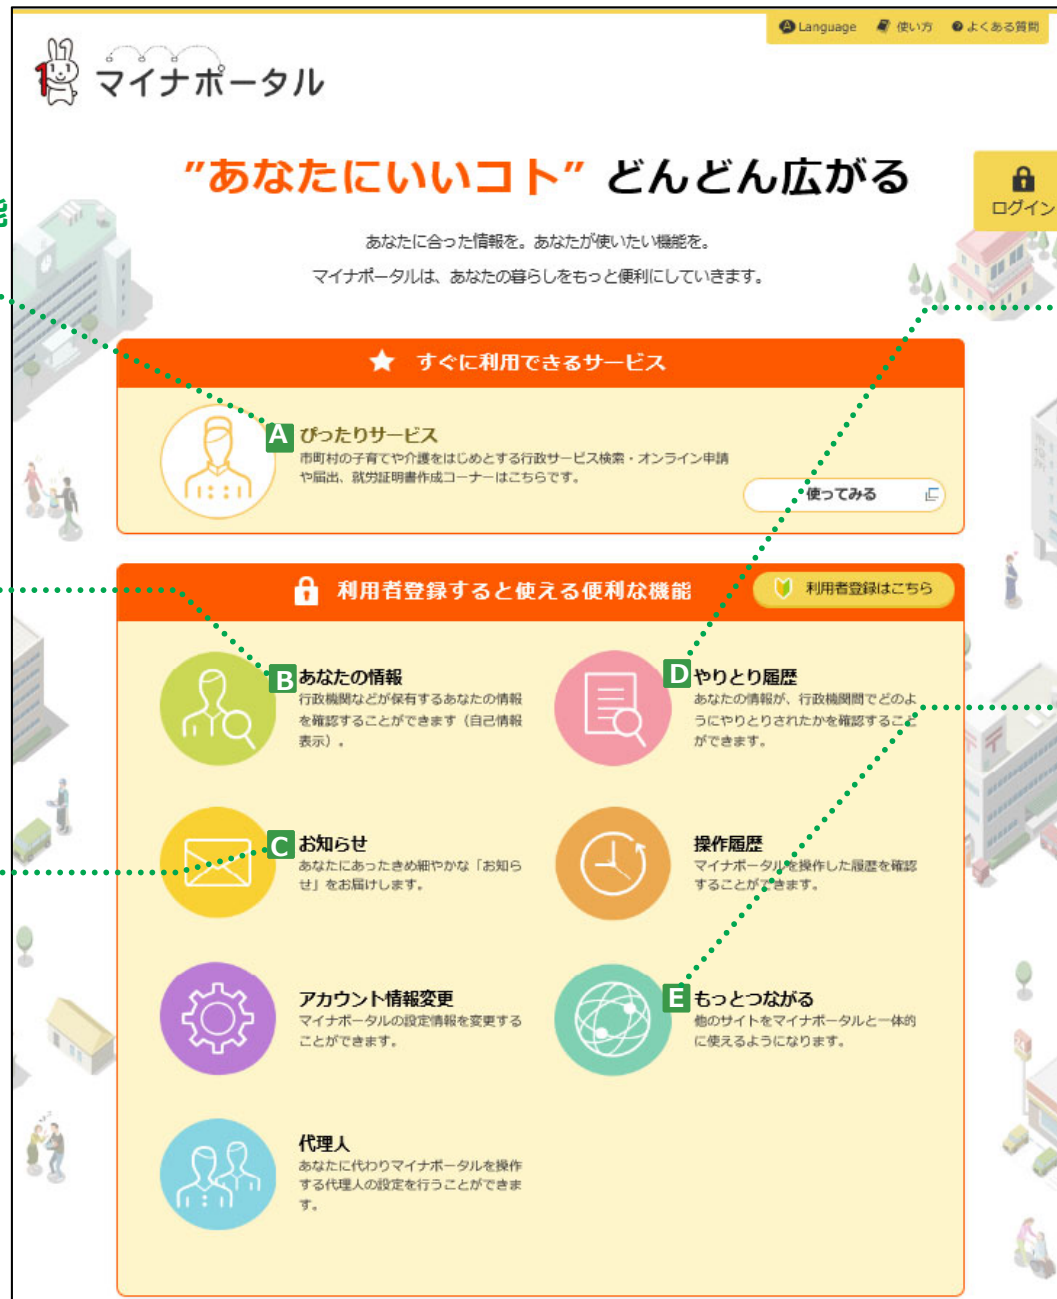 Language 使い方 よくある質問
マイナポータル
”あなたにいいコト” どんどん広がる
ログイン
能
あなたに合った情報を。あなたが使いたい機能を。
マイナポータルは、あなたの暮らしをもっと便利にしていきます。
すぐに利用できるサービス
A ぴったりサービス
市町村の子育てや介護をはじめとする行政サービス検索・オンライン申請
や届出、就労証明書作成コーナーはこちらです。
使ってみる
利用者登録すると使える便利な機能
利用者登録はこちら
B あなたの情報
行政機関などが保有するあなたの情報
を確認することができます（自己情報
表示）.
D やりとり履歴
あなたの情報が、行政機関間でどのよ
うにやりとりされたかを確認すること
ができます。
C お知らせ
あなたにあったきめ細やかな「お知ら
せ」をお届けします。
操作履歴
マイナポータルを操作した履歴を確認
することができます。
アカウント情報変更
マイナポータルの設定情報を変更する
ことができます。
E もっとつながる
他のサイトをマイナポータルと一体的
に使えるようになります。
代理人
あなたに代わりマイナポータルを操作
する代理人の設定を行うことができま
す。